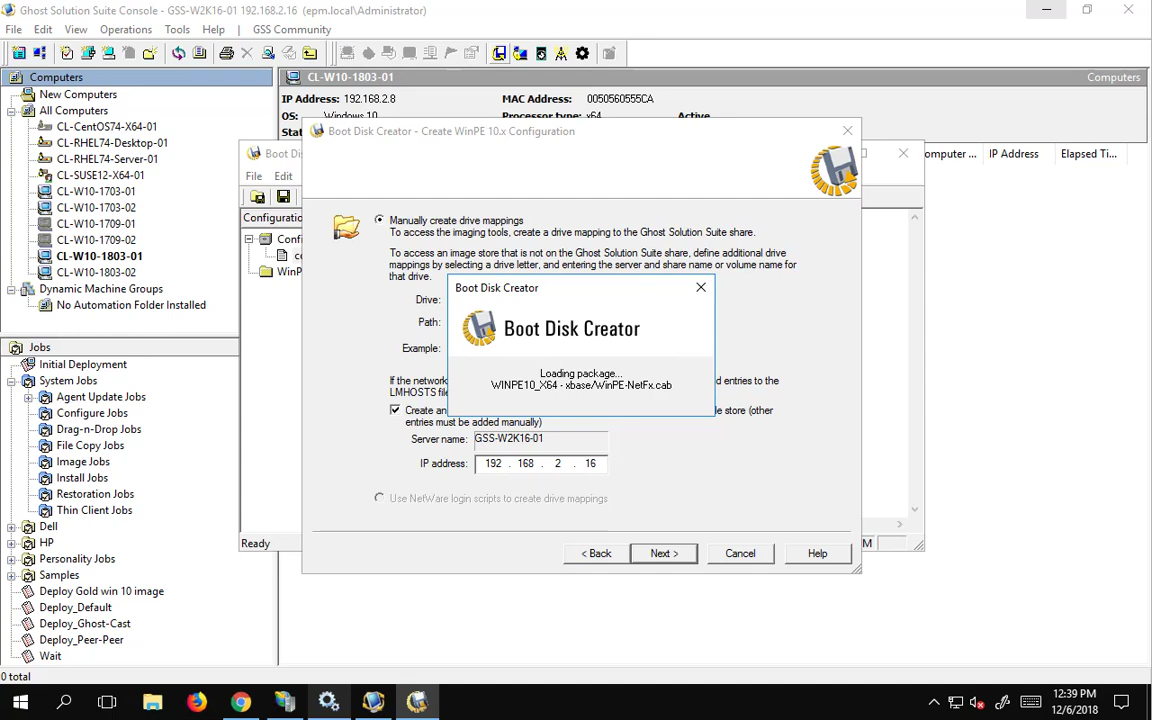 Ghost Solution Suite Console - GSS-W2K16-01 192.168.2.16 (epm.local\Administrator)
File Edit View Operations Tools Help GSS Community
Computers
New Computers
All Computers
CL-CentOS74-X64-01
CL-RHEL74-Desktop-01
CL-RHEL74-Server-01
CL-SUSE12-X64-01
CL-W10-1703-01
CL-W10-1703-02
CL-W10-1709-01
CL-W10-1709-02
CL-W10-1803-01
CL-W10-1803-02
Dynamic Machine Groups
No Automation Folder Installed
Jobs
Initial Deployment
System Jobs
Agent Update Jobs
Configure Jobs
Drag-n-Drop Jobs
File Copy Jobs
Image Jobs
Install Jobs
Restoration Jobs
Thin Client Jobs
Dell
HP
Personality Jobs
Samples
Deploy Gold win 10 image
Deploy_Default
Deploy_Ghost-Cast
Deploy_Peer-Peer
Wait
0 total
CL-W10-1803-01 Computers
IP Address: 192.168.2.8 MAC Address: 0050560555CA
OS: Windows 10 Processor type: x64 Active
omputer ... IP Address Elapsed Ti...
File Edit
Ready
Boot Disk Creator - Create WinPE 10.x Configuration
Manually create drive mappings
To access the imaging tools, create a drive mapping to the Ghost Solution Suite share.
To access an image store that is not on the Ghost Solution Suite share, define additional drive
mappings by selecting a drive letter, and entering the server and share name or volume name for
that drive.
Drive:
Path:
Example:
If the network d entries to the
LMHOSTS
Create an e store (other
entries must be added manually)
Server name: GSS-W2K16-01
IP address: 192 . 168 . 2 . 16
Use NetWare login scripts to create drive mappings
< Back Next > Cancel Help
Boot Disk Creator
Boot Disk Creator
Loading package...
WINPE10_X64 - xbase/WinPE-NetFx.cab
12:39 PM
12/6/2018